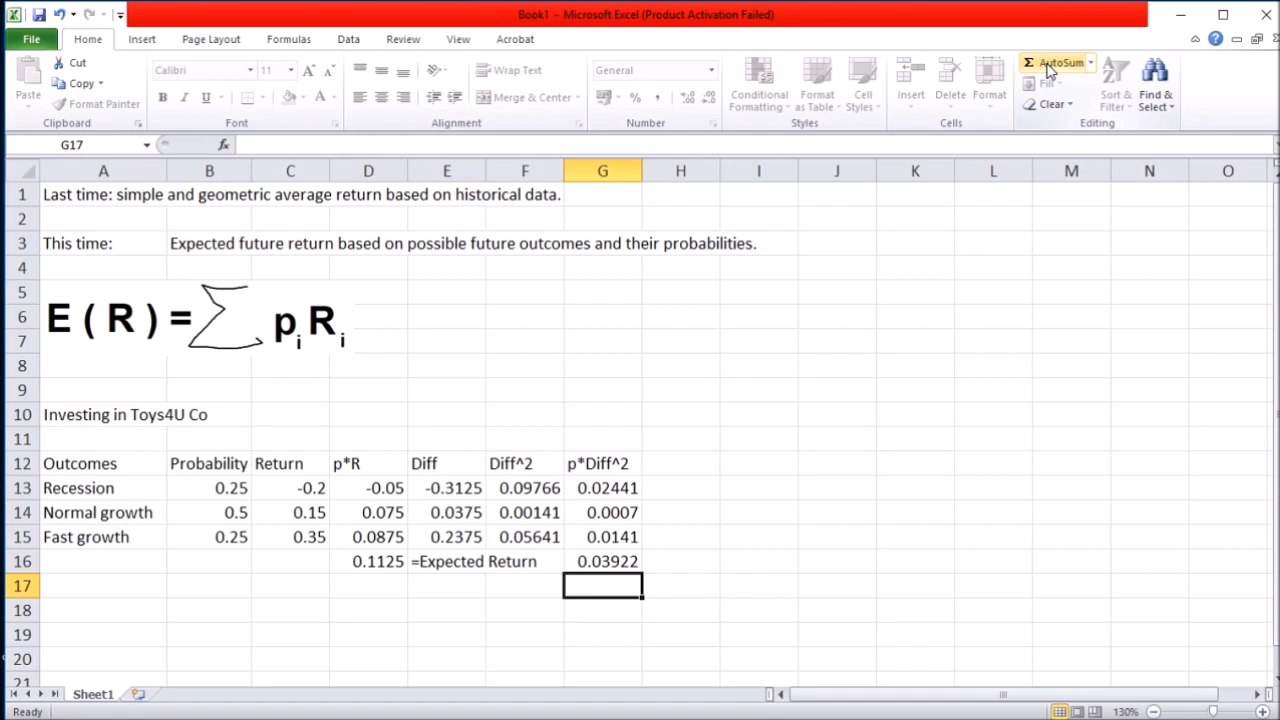 Book1 - Microsoft Excel (Product Activation Failed)
File Home Insert Page Layout Formulas Data Review View Acrobat
Paste
Cut
Copy
Format Painter
Clipboard
Calibri 11 A A
B I U A
Font
Wrap Text
Merge & Center
Alignment
General
$ % ,
Number
Conditional Formatting
Format as Table
Cell Styles
Styles
Insert Delete Format
Cells
Σ AutoSum
Fill
Clear
Sort & Filter
Find & Select
Editing
G17 fx
A B C D E F G H I J K L M N O
1 Last time: simple and geometric average return based on historical data.
2
3 This time: Expected future return based on possible future outcomes and their probabilities.
4
5
6 E ( R ) = ∑ pi Ri
7
8
9
10 Investing in Toys4U Co
11
12 Outcomes Probability Return p*R Diff Diff^2 p*Diff^2
13 Recession 0.25 -0.2 -0.05 -0.3125 0.09766 0.02441
14 Normal growth 0.5 0.15 0.075 0.0375 0.00141 0.0007
15 Fast growth 0.25 0.35 0.0875 0.2375 0.05641 0.0141
16 0.1125 =Expected Return 0.03922
17
18
19
20
21
Sheet1
Ready 130%